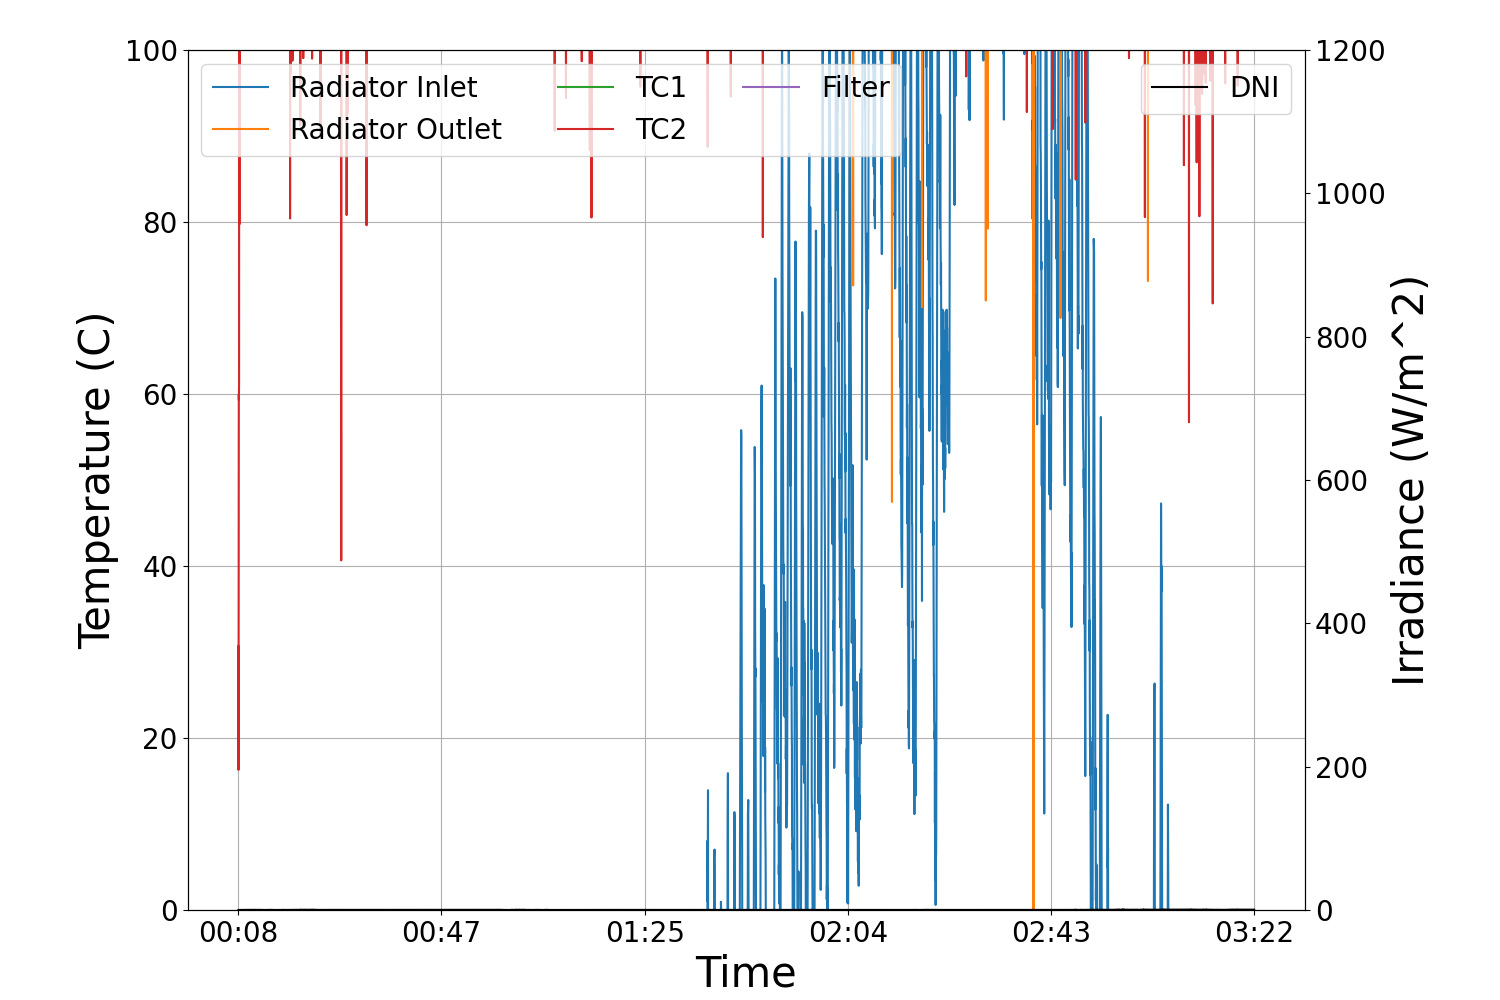 Radiator Inlet
Radiator Outlet
TC1
TC2
Filter
DNI
100
80
60
40
20
0
Temperature (C)
1200
1000
800
600
400
200
0
Irradiance (W/m^2)
00:08
00:47
01:25
02:04
02:43
03:22
Time